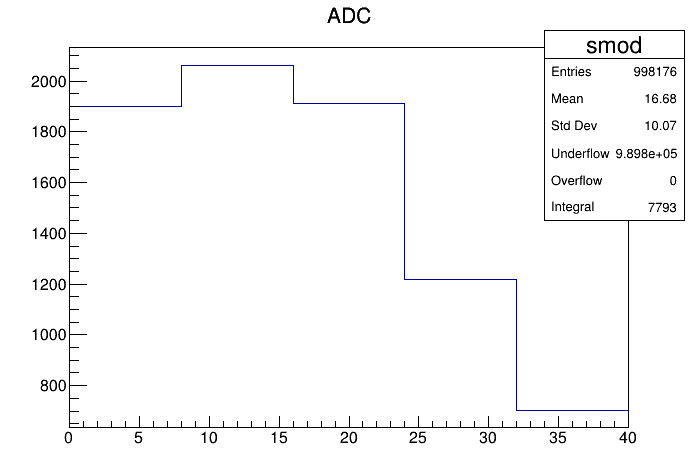 ADC
smod
Entries 998176
Mean 16.68
Std Dev 10.07
Underflow 9.898e+05
Overflow 0
Integral 7793
2000
1800
1600
1400
1200
1000
800
0 5 10 15 20 25 30 35 40